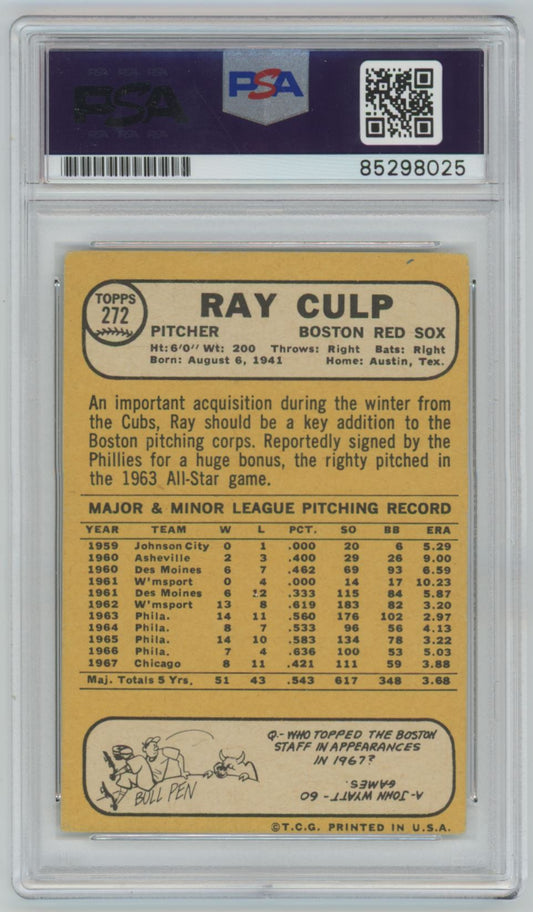 PSA
PSA PSA PSA
PSA
PSA PSA PSA
85298025
TOPPS
272
RAY CULP
PITCHER BOSTON RED SOX
Ht: 6'0" Wt: 200 Throws: Right Bats: Right
Born: August 6, 1941 Home: Austin, Tex.
An important acquisition during the winter from
the Cubs, Ray should be a key addition to the
Boston pitching corps. Reportedly signed by the
Phillies for a huge bonus, the righty pitched in
the 1963 All-Star game.
MAJOR & MINOR LEAGUE PITCHING RECORD
YEAR TEAM W L PCT. SO BB ERA
1959 Johnson City 0 1 .000 20 6 5.29
1960 Asheville 2 3 .400 29 26 9.00
1960 Des Moines 6 7 .462 69 93 6.59
1961 W'msport 0 4 .000 14 17 10.23
1961 Des Moines 6 12 .333 115 84 5.87
1962 W'msport 13 8 .619 183 82 3.20
1963 Phila. 14 11 .560 176 102 2.97
1964 Phila. 8 7 .533 96 56 4.13
1965 Phila. 14 10 .583 134 78 3.22
1966 Phila. 7 4 .636 100 53 5.03
1967 Chicago 8 11 .421 111 59 3.88
Maj. Totals 5 Yrs. 51 43 .543 617 348 3.68
BULL PEN
Q.- WHO TOPPED THE BOSTON
STAFF IN APPEARANCES
IN 1967?
A- JOHN WYATT - 60
GAMES.
©T.C.G. PRINTED IN U.S.A.